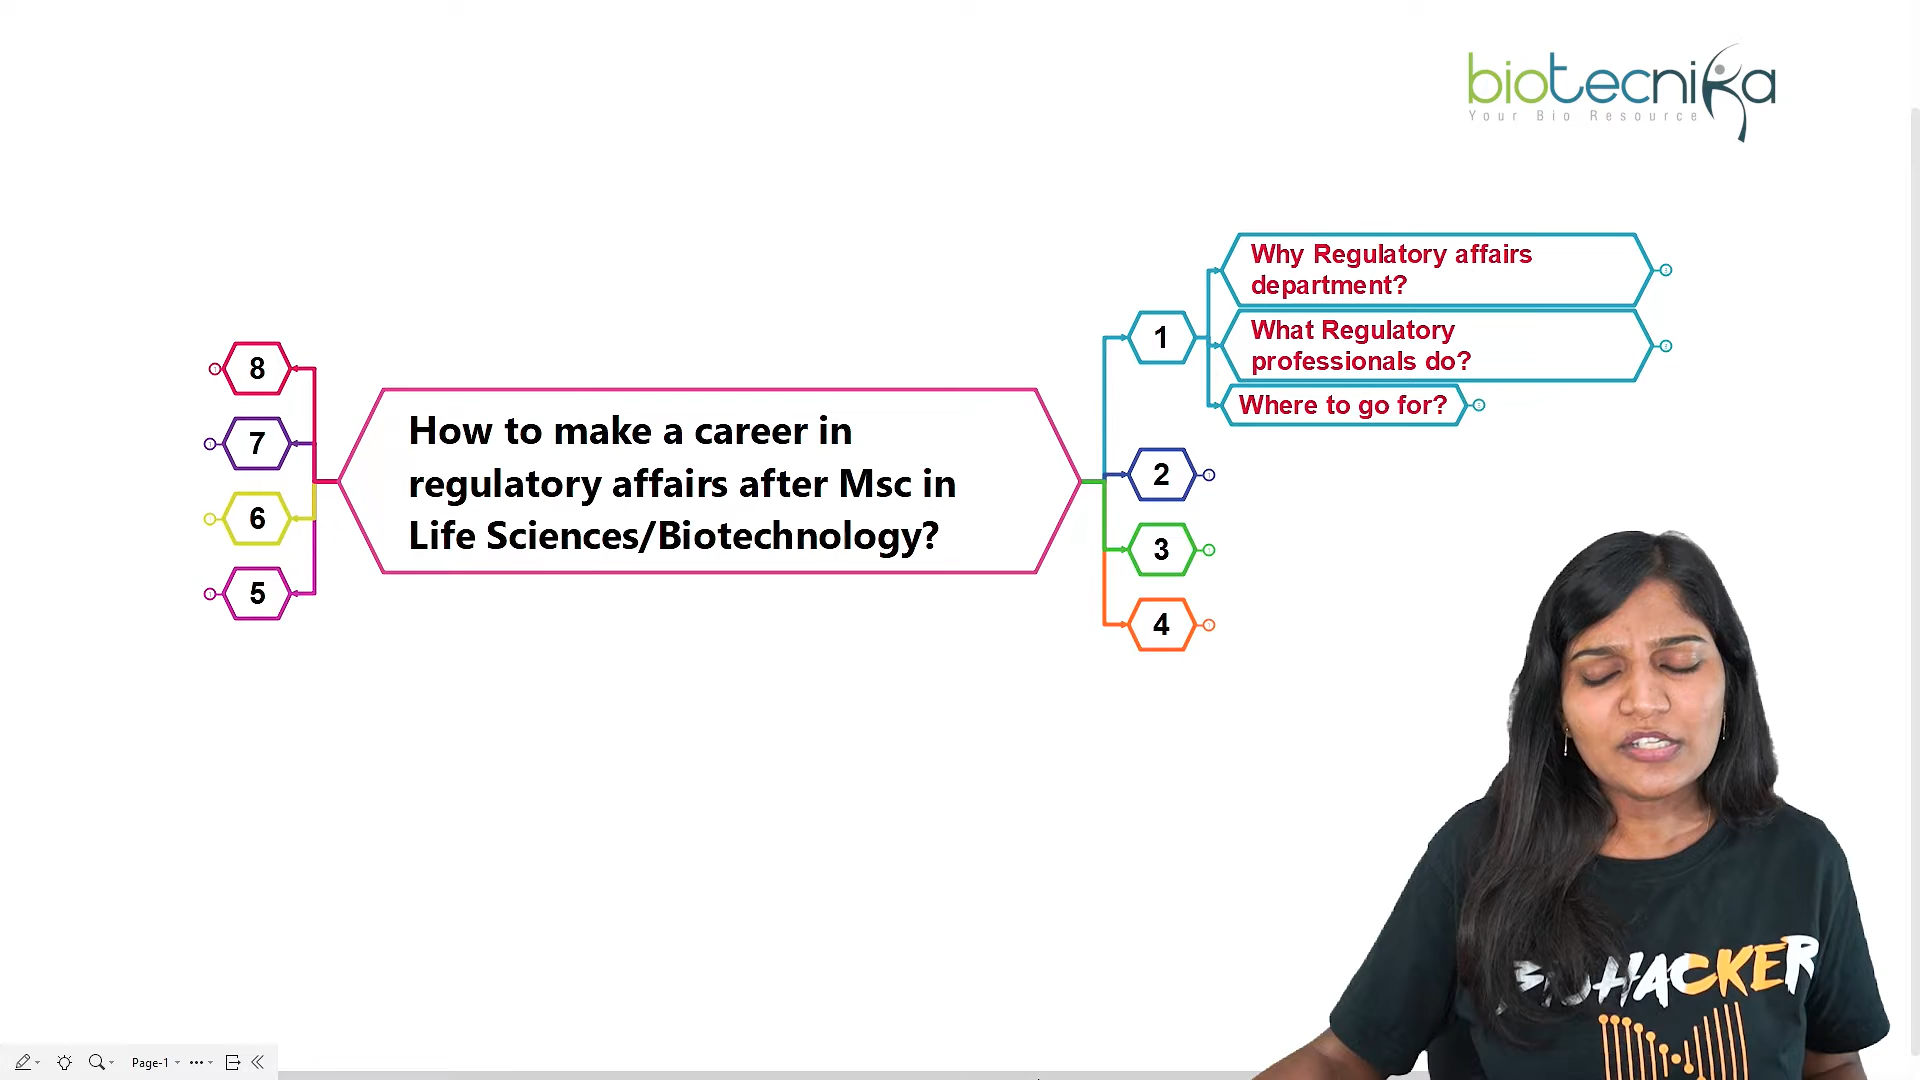 biotecnika
Your Bio Resource
Why Regulatory affairs
department?
What Regulatory
professionals do?
Where to go for?
1
2
3
4
8
7
6
5
How to make a career in
regulatory affairs after Msc in
Life Sciences/Biotechnology?
BIOHACKER
Page-1